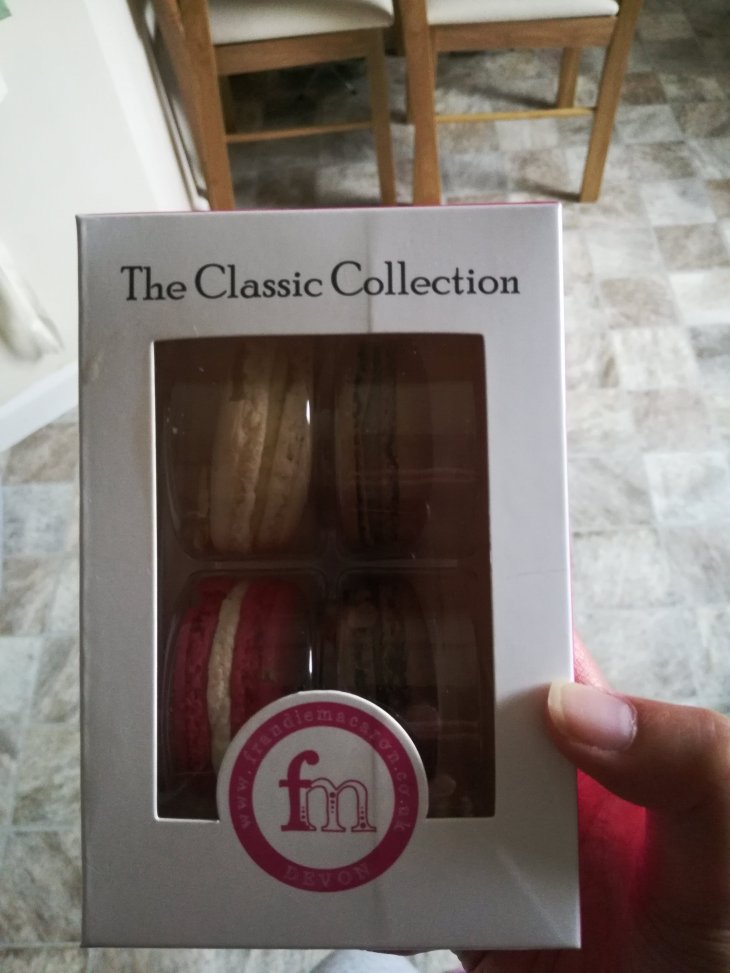 The Classic Collection
www.frandiemacaron.co.uk
fm
DEVON